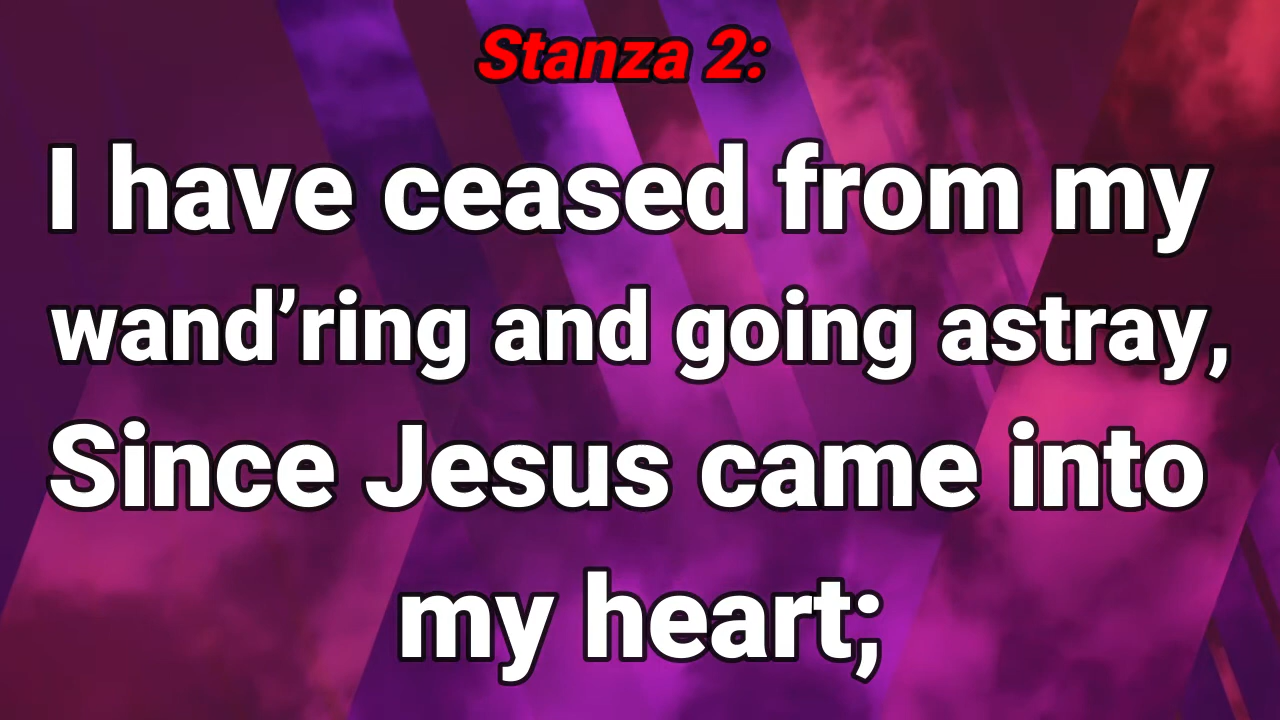 Stanza 2:
I have ceased from my
wand’ring and going astray,
Since Jesus came into
my heart;